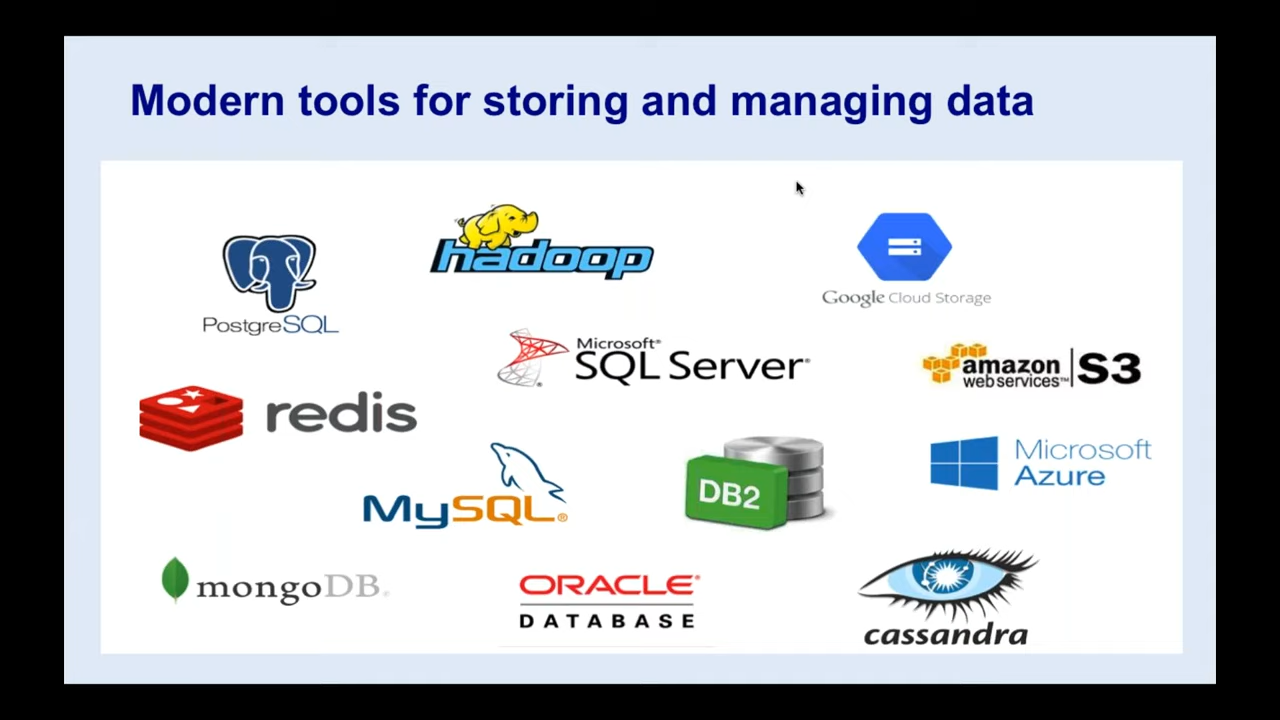 Modern tools for storing and managing data
hadoop
Google Cloud Storage
PostgreSQL
Microsoft®
SQL Server®
amazon
web services™
S3
redis
Microsoft
Azure
DB2
MySQL®
mongoDB®
ORACLE®
DATABASE
cassandra